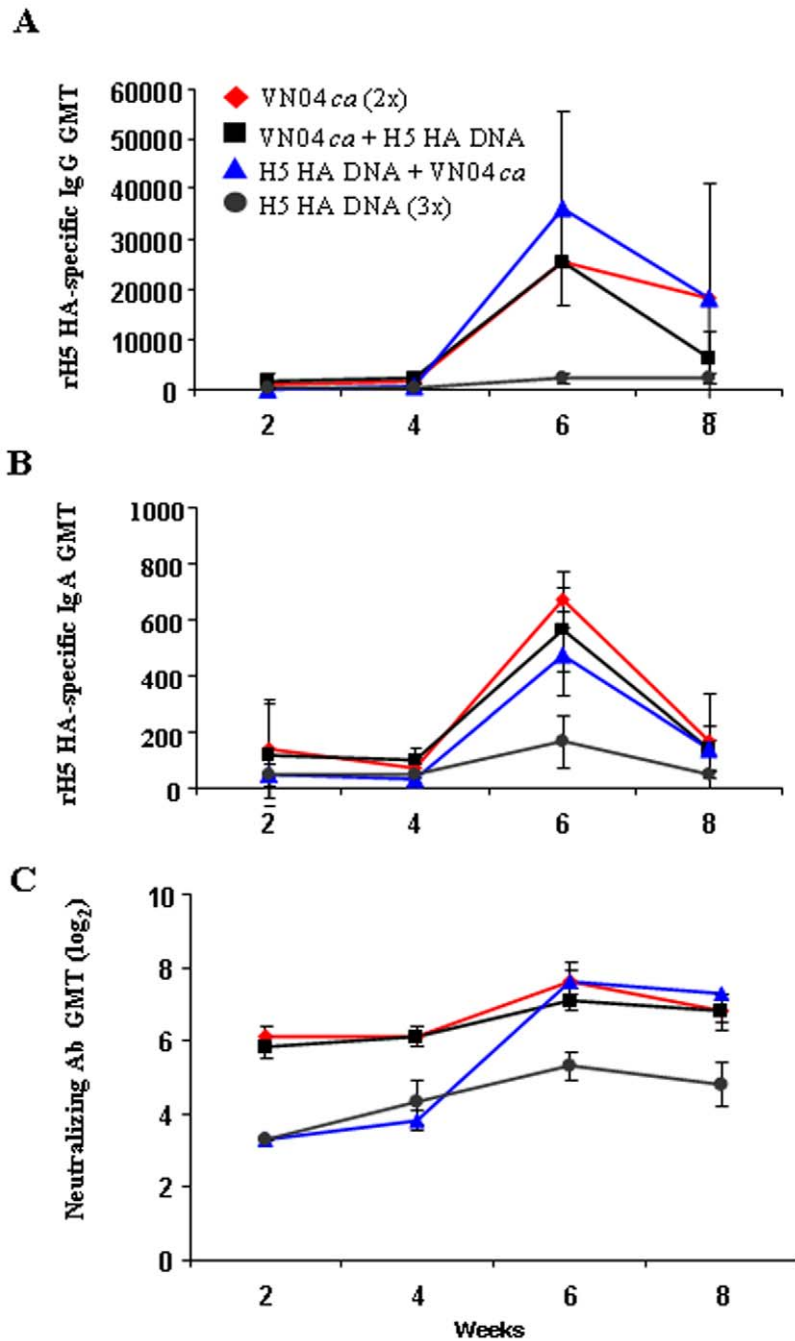 A
rH5 HA-specific IgG GMT
60000
50000
40000
30000
20000
10000
0
VN04ca (2x)
VN04ca + H5 HA DNA
H5 HA DNA + VN04ca
H5 HA DNA (3x)
2 4 6 8
B
rH5 HA-specific IgA GMT
1000
800
600
400
200
0
2 4 6 8
C
Neutralizing Ab GMT (log₂)
10
8
6
4
2
0
2 4 6 8
Weeks